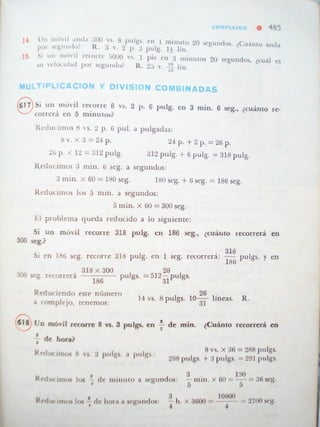 COMPLEJOS • 485
14. Un móvil anda 300 vs. 8 pulgs. en 1 minuto 20 segundos. ¿Cuánto anda
por segundo? R. 3 v. 2 p. 3 pulg. 1
15. Si un móvil recorre 5000 vs. 1 pie en 3 minutos 20 segundos, ¿cuál es
su velocidad por segundo? R. 25 v. lin.
MULTIPLICACION Y DIVISION COMBINADAS
617 Si un móvil recorre 8 vs. 2 p. 6 pulg. en 3 min. 6 seg., ¿cuánto re-
correrá en 5 minutos?
Reducimos 8 vs. 2 p. 6 pul. a pulgadas:
8 v. × 3 = 24 p. 24 p. + 2 p. = 26 p.
26 p. × 12 = 312 pulg. 312 pulg. + 6 pulg. = 318 pulg.
Reducimos 3 min. 6 seg. a segundos:
3 min. × 60 = 180 seg. 180 seg. + 6 seg. = 186 seg.
Reducimos los 5 min. a segundos:
5 min. × 60 = 300 seg.
El problema queda reducido a lo siguiente:
Si un móvil recorre 318 pulg. en 186 seg., ¿cuánto recorrerá en
300 seg.?
Si en 186 seg. recorre 318 pulg. en 1 seg. recorrerá: 318/186 pulgs. y en
300 seg. recorrerá 318 × 300/186 pulgs. = 512 28/31 pulgs.
Reduciendo este número
a complejo, tenemos: 14 vs. 8 pulgs. 10 26/31 líneas. R.
618 Un móvil recorre 8 vs. 3 pulgs. en 3/5 de min. ¿Cuánto recorrerá en
3/4 de hora?
Reducimos 8 vs. 3 pulgs. a pulgs.: 8 vs. × 36 = 288 pulgs.
288 pulgs. + 3 pulgs. = 291 pulgs.
Reducimos los 3/5 de minuto a segundos: 3/5 min. × 60 = 180/5 = 36 seg.
Reducimos los 3/4 de hora a segundos: 3/4 h. × 3600 = 10800/4 = 2700 seg.